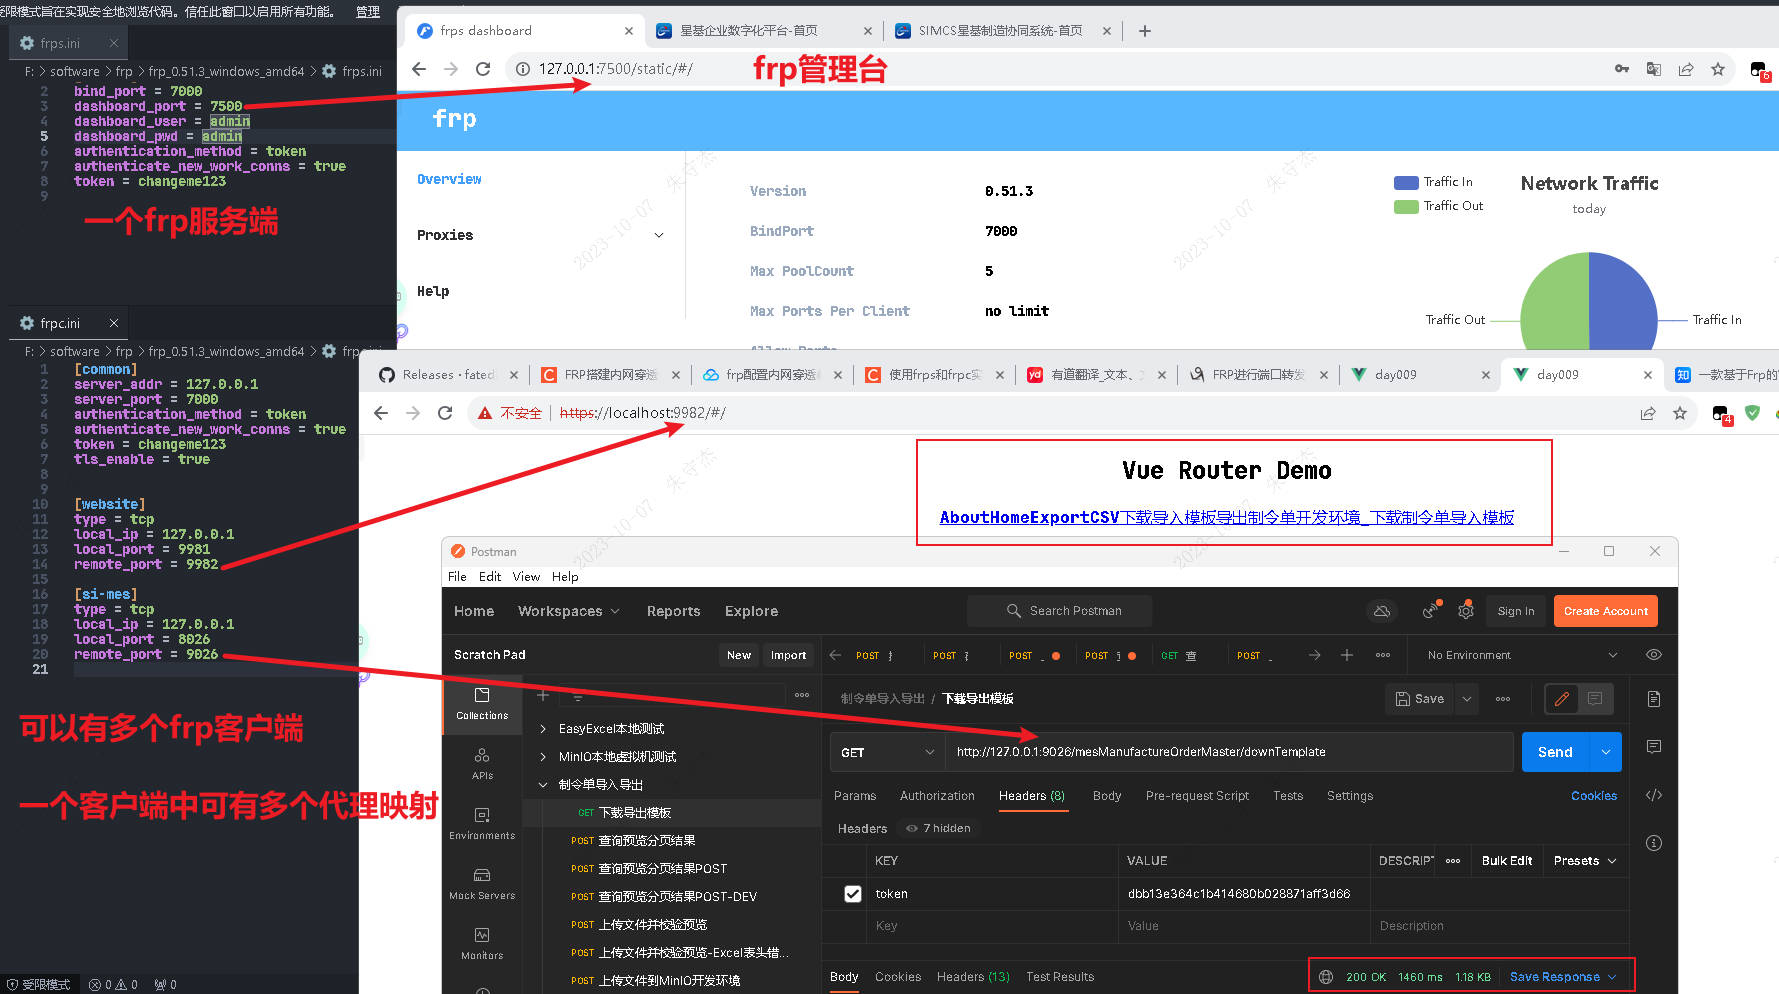 受限模式旨在实现安全地浏览代码。信任此窗口以启用所有功能。 管理
frps.ini
F: > software > frp > frp_0.51.3_windows_amd64 > frps.ini
2 bind_port = 7000
3 dashboard_port = 7500
4 dashboard_user = admin
5 dashboard_pwd = admin
6 authentication_method = token
7 authenticate_new_work_conns = true
8 token = changeme123
9
一个frp服务端
frps dashboard
星基企业数字化平台-首页
SIMCS星基制造协同系统-首页
127.0.0.1:7500/static/#/
frp管理台
6
frp
Overview
Proxies
Help
Version 0.51.3
BindPort 7000
Max PoolCount 5
Max Ports Per Client no limit
Traffic In
Traffic Out
Network Traffic
today
Traffic Out
Traffic In
2023-10-07 朱守杰
2023-10-07 朱守杰
frpc.ini
F: > software > frp > frp_0.51.3_windows_amd64 >
1 [common]
2 server_addr = 127.0.0.1
3 server_port = 7000
4 authentication_method = token
5 authenticate_new_work_conns = true
6 token = changeme123
7 tls_enable = true
8
9
10 [website]
11 type = tcp
12 local_ip = 127.0.0.1
13 local_port = 9981
14 remote_port = 9982
15
16 [si-mes]
17 type = tcp
18 local_ip = 127.0.0.1
19 local_port = 8026
20 remote_port = 9026
21
可以有多个frp客户端
一个客户端中可有多个代理映射
受限模式 0 0 0
Releases · fated
FRP搭建内网穿透
frp配置内网穿透
使用frps和frpc实
有道翻译_文本、
FRP进行端口转发
day009
day009
一款基于Frp的
不安全 https://localhost:9982/#/
4
Vue Router Demo
AboutHomeExportCSV下载导入模板导出制令单开发环境_下载制令单导入模板
2023-10-07 朱守杰
2023-10-07
Postman
File Edit View Help
Home Workspaces Reports Explore
Search Postman
Sign In
Create Account
Scratch Pad
New Import
POST
POST
POST _
POST
GET 查
POST _
No Environment
Collections
APIs
Environments
Mock Servers
Monitors
EasyExcel本地测试
MinIO本地虚拟机测试
制令单导入导出
GET 下载导出模板
POST 查询预览分页结果
POST 查询预览分页结果POST
POST 查询预览分页结果POST-DEV
POST 上传文件并校验预览
POST 上传文件并校验预览-Excel表头错...
POST 上传文件到MinIO开发环境
制令单导入导出 / 下载导出模板
Save
GET
http://127.0.0.1:9026/mesManufactureOrderMaster/downTemplate
Send
Params Authorization Headers (8) Body Pre-request Script Tests Settings
Cookies
Headers 7 hidden
KEY VALUE DESCRIPT Bulk Edit Presets
token dbb13e364c1b414680b028871aff3d66
Key Value Description
Body Cookies Headers (13) Test Results
200 OK 1460 ms 1.18 KB Save Response